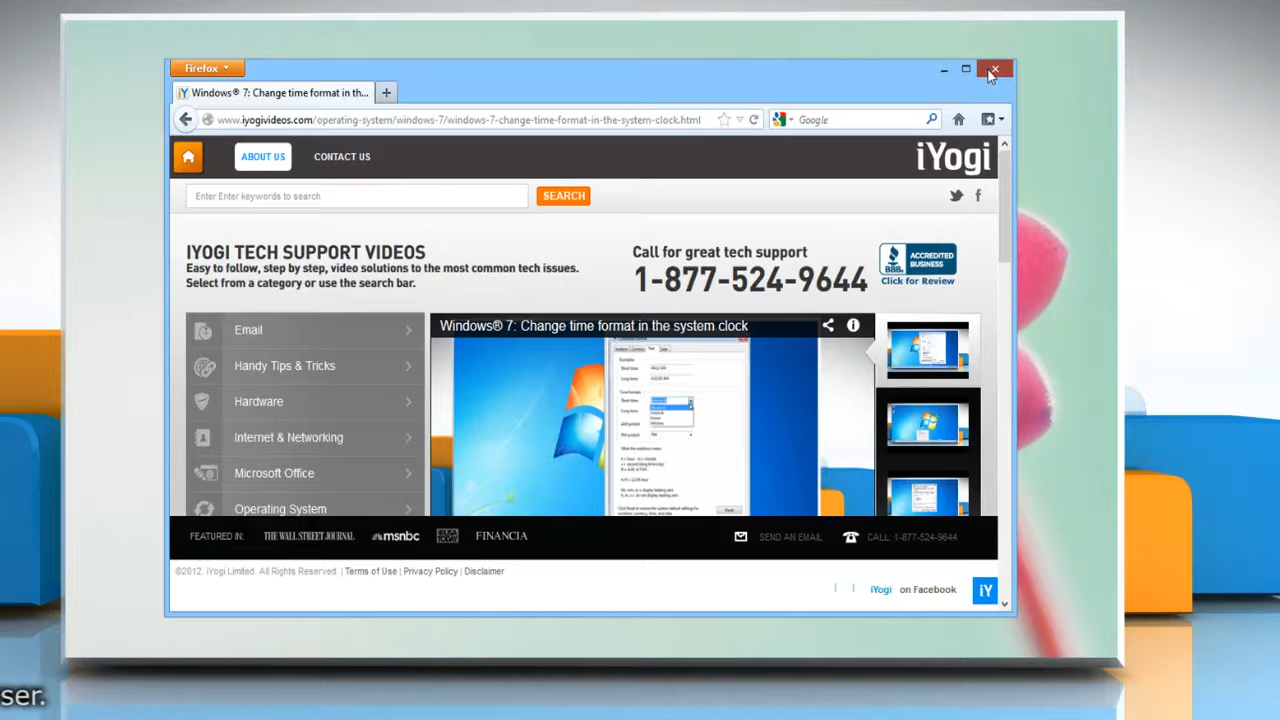 Firefox
Windows® 7: Change time format in th...
www.iyogivideos.com/operating-system/windows-7/windows-7-change-time-format-in-the-system-clock.html
Google
ABOUT US
CONTACT US
iYogi
Enter Enter keywords to search
SEARCH
IYOGI TECH SUPPORT VIDEOS
Easy to follow, step by step, video solutions to the most common tech issues.
Select from a category or use the search bar.
Call for great tech support
1-877-524-9644
BBB
ACCREDITED
BUSINESS
Click for Review
Email
Handy Tips & Tricks
Hardware
Internet & Networking
Microsoft Office
Operating System
Windows® 7: Change time format in the system clock
FEATURED IN:
THE WALL STREET JOURNAL
msnbc
FINANCIA
SEND AN EMAIL
CALL: 1-877-524-9644
©2012. iYogi Limited. All Rights Reserved. | Terms of Use | Privacy Policy | Disclaimer
iYogi on Facebook
iY
ser.